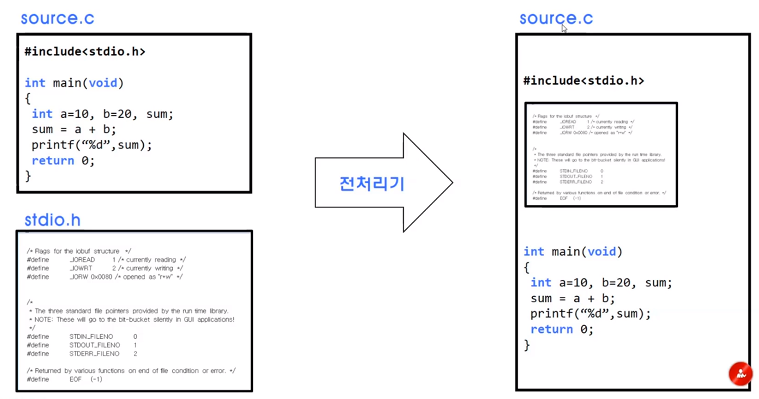 source.c
#include<stdio.h>
int main(void)
{
int a=10, b=20, sum;
sum = a + b;
printf(“%d”,sum);
return 0;
}
stdio.h
/* Flags for the iobuf structure */
#define _IOREAD 1 /* currently reading */
#define _IOWRT 2 /* currently writing */
#define _IORW 0x0080 /* opened as "r+w" */
/*
* The three standard file pointers provided by the run time library.
* NOTE: These will go to the bit-bucket silently in GUI applications!
*/
#define STDIN_FILENO 0
#define STDOUT_FILENO 1
#define STDERR_FILENO 2
/* Returned by various functions on end of file condition or error. */
#define EOF (-1)
전처리기
source.c
#include<stdio.h>
/* Flags for the iobuf structure */
#define _IOREAD 1 /* currently reading */
#define _IOWRT 2 /* currently writing */
#define _IORW 0x0080 /* opened as "r+w" */
/*
* The three standard file pointers provided by the run time library.
* NOTE: These will go to the bit-bucket silently in GUI applications!
*/
#define STDIN_FILENO 0
#define STDOUT_FILENO 1
#define STDERR_FILENO 2
/* Returned by various functions on end of file condition or error. */
#define EOF (-1)
int main(void)
{
int a=10, b=20, sum;
sum = a + b;
printf(“%d”,sum);
return 0;
}